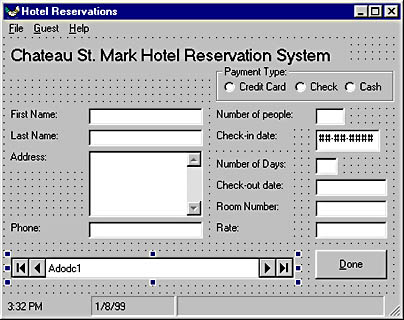 Hotel Reservations
File Guest Help
Chateau St. Mark Hotel Reservation System
Payment Type:
Credit Card Check Cash
First Name:
Number of people:
Last Name:
Check-in date:
##-##-####
Address:
Number of Days:
Check-out date:
Room Number:
Phone:
Rate:
Adodc1
Done
3:32 PM 1/8/99